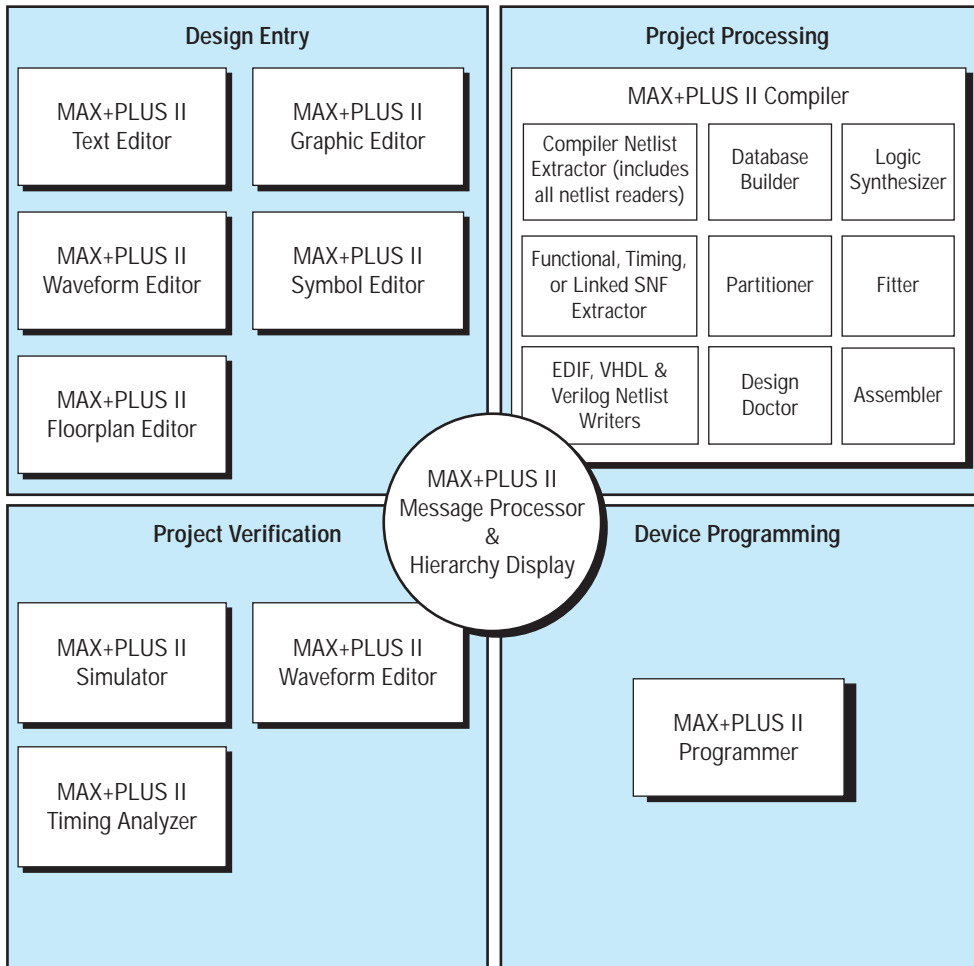 Design Entry
MAX+PLUS II
Text Editor
MAX+PLUS II
Graphic Editor
MAX+PLUS II
Waveform Editor
MAX+PLUS II
Symbol Editor
MAX+PLUS II
Floorplan Editor
Project Processing
MAX+PLUS II Compiler
Compiler Netlist
Extractor (includes
all netlist readers)
Database
Builder
Logic
Synthesizer
Functional, Timing,
or Linked SNF
Extractor
Partitioner
Fitter
EDIF, VHDL &
Verilog Netlist
Writers
Design
Doctor
Assembler
MAX+PLUS II
Message Processor
&
Hierarchy Display
Project Verification
MAX+PLUS II
Simulator
MAX+PLUS II
Waveform Editor
MAX+PLUS II
Timing Analyzer
Device Programming
MAX+PLUS II
Programmer